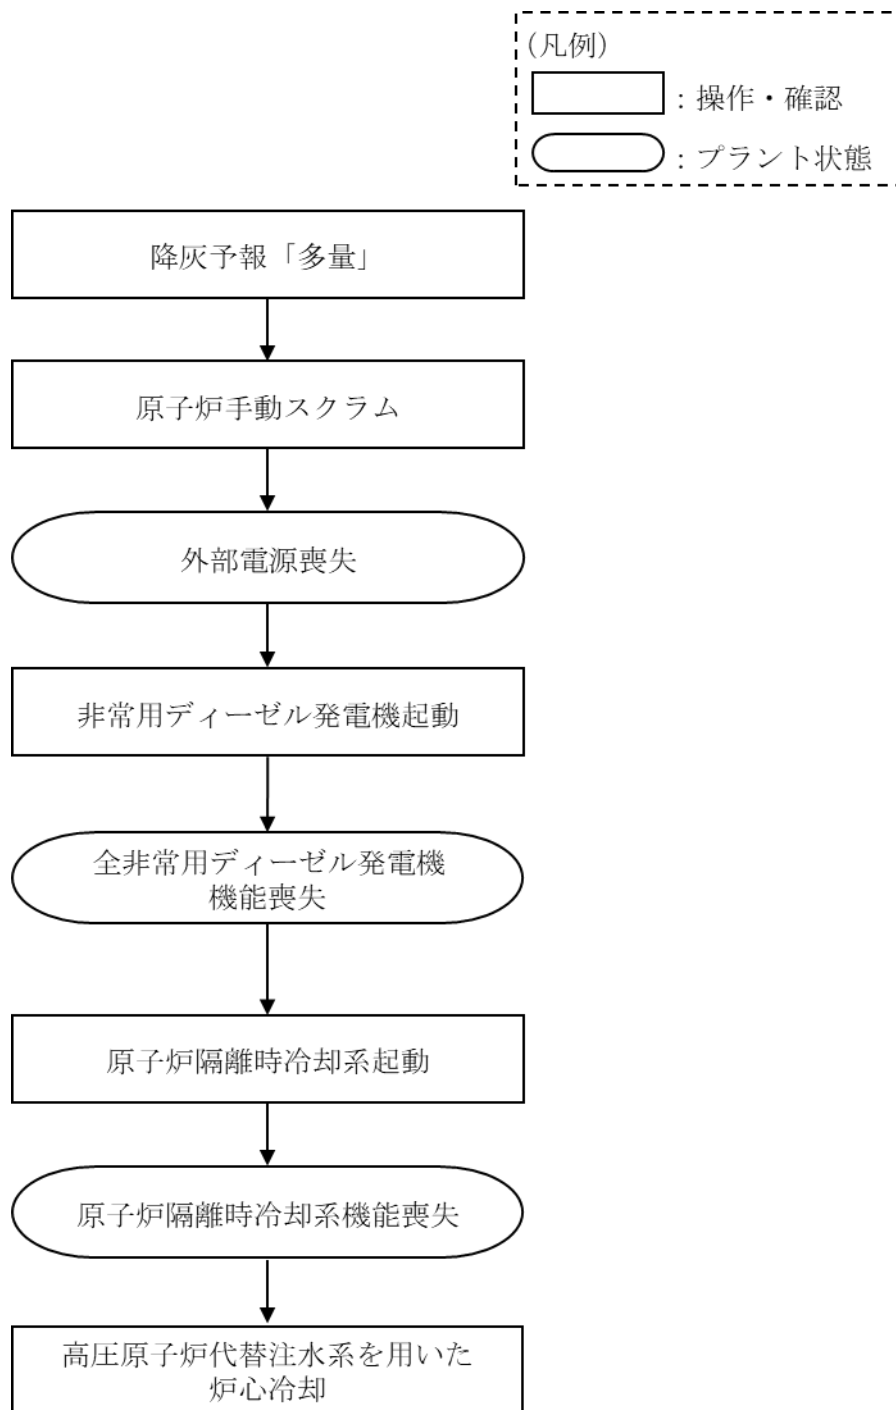 (凡例)
：操作・確認
：プラント状態
降灰予報「多量」
原子炉手動スクラム
外部電源喪失
非常用ディーゼル発電機起動
全非常用ディーゼル発電機
機能喪失
原子炉隔離時冷却系起動
原子炉隔離時冷却系機能喪失
高圧原子炉代替注水系を用いた
炉心冷却